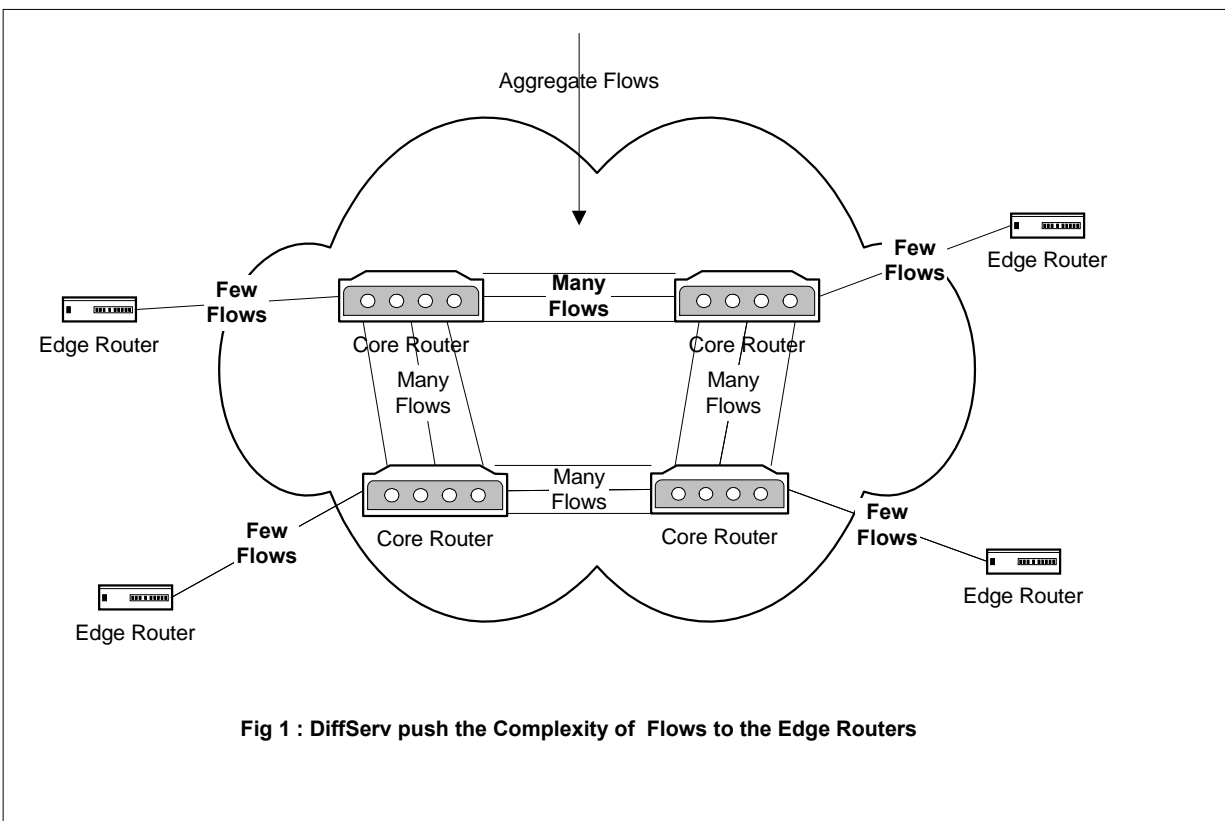 Aggregate Flows
Few
Flows
Edge Router
Few
Flows
Edge Router
Many
Flows
Core Router
Core Router
Many
Flows
Many
Flows
Many
Flows
Core Router
Core Router
Few
Flows
Edge Router
Few
Flows
Edge Router
Fig 1 : DiffServ push the Complexity of Flows to the Edge Routers